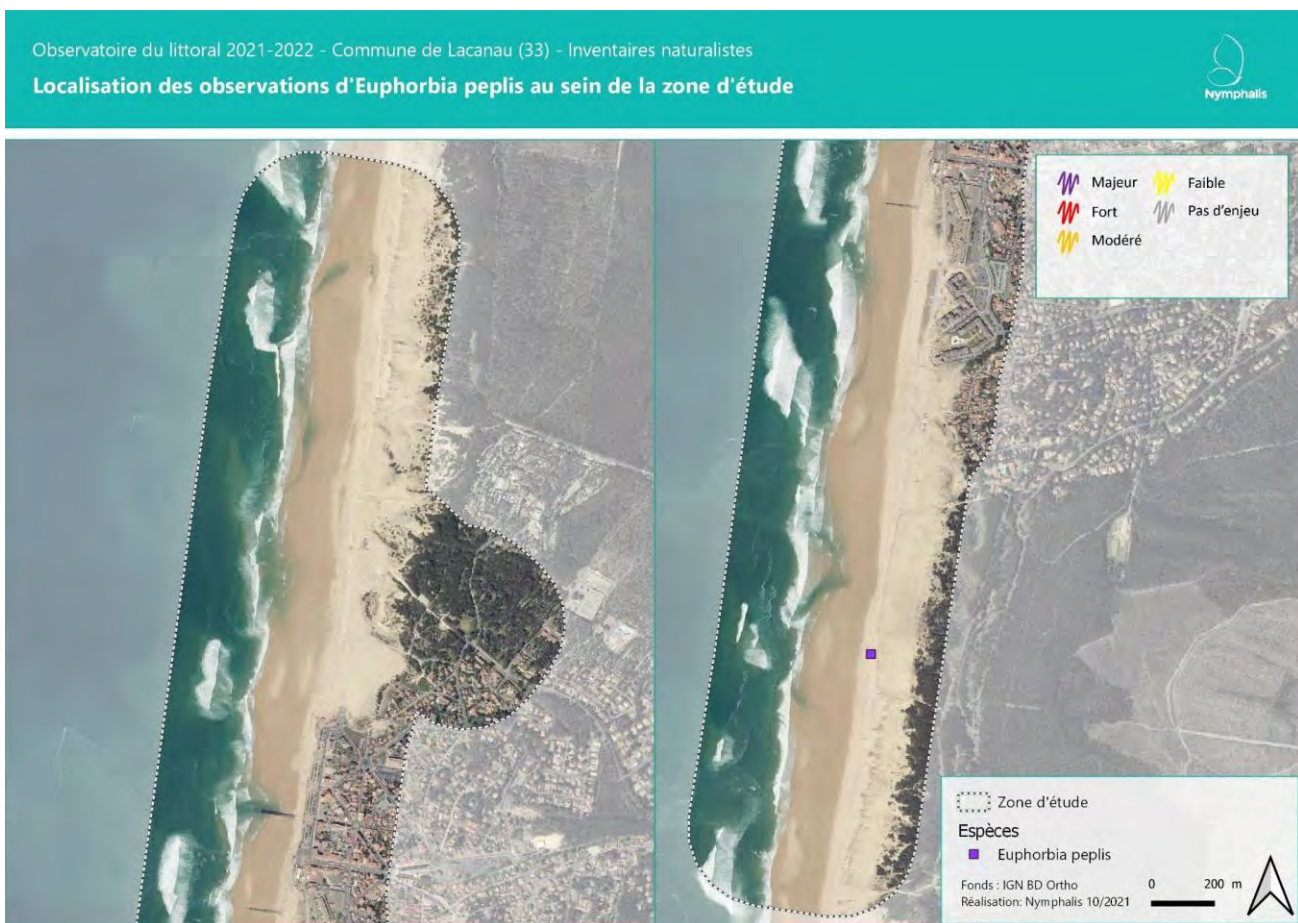 Observatoire du littoral 2021-2022 - Commune de Lacanau (33) - Inventaires naturalistes
Localisation des observations d'Euphorbia peplis au sein de la zone d'étude
Nymphalis
Majeur
Faible
Fort
Pas d'enjeu
Modéré
Zone d'étude
Espèces
Euphorbia peplis
Fonds : IGN BD Ortho
Réalisation: Nymphalis 10/2021
0 200 m